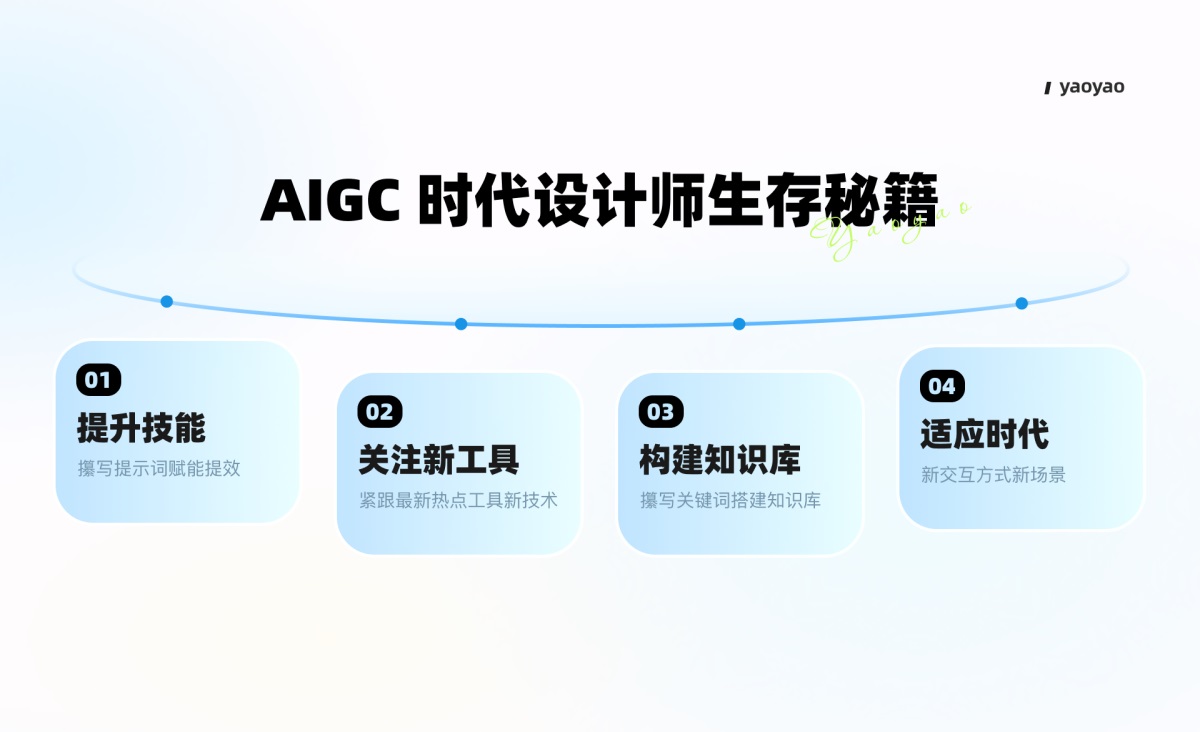 yaoyao
AIGC 时代设计师生存秘籍
Yaoyao
01
提升技能
攥写提示词赋能提效
02
关注新工具
紧跟最新热点工具新技术
03
构建知识库
攥写关键词搭建知识库
04
适应时代
新交互方式新场景